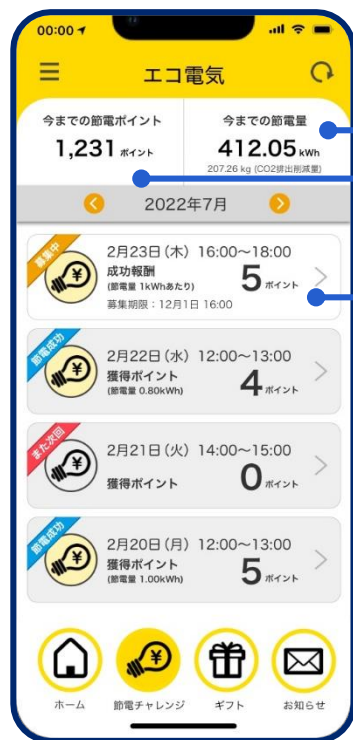 00:00
エコ電気
今までの節電ポイント
1,231 ポイント
今までの節電量
412.05 kWh
207.26 kg (CO2排出削減量)
2022年7月
募集中
2月23日(木) 16:00〜18:00
成功報酬
(節電量 1kWhあたり)
5 ポイント
募集期限:12月1日 16:00
節電成功
2月22日(水) 12:00〜13:00
獲得ポイント
(節電量 0.80kWh)
4 ポイント
また次回
2月21日(火) 14:00〜15:00
獲得ポイント
0 ポイント
節電成功
2月20日(月) 12:00〜13:00
獲得ポイント
(節電量 1.00kWh)
5 ポイント
ホーム
節電チャレンジ
ギフト
お知らせ